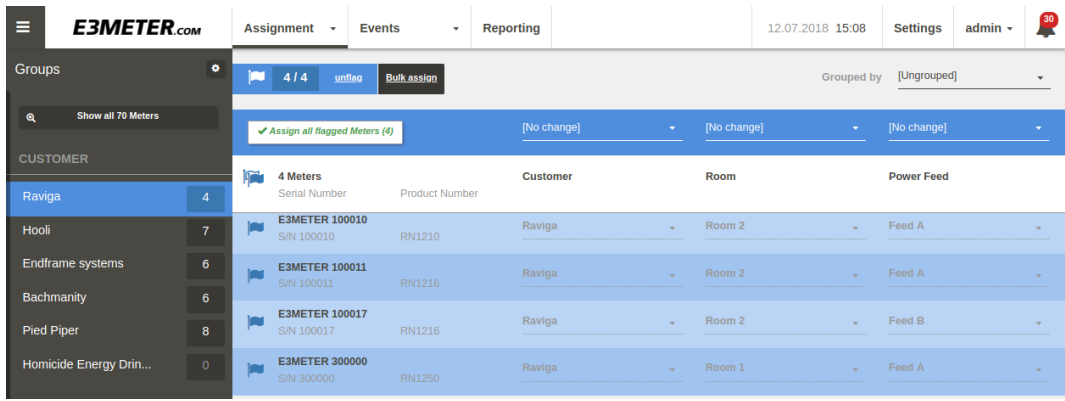 E3METER.COM Assignment Events Reporting 12.07.2018 15:08 Settings admin 30
Groups
4 / 4 unflag Bulk assign Grouped by [Ungrouped]
Show all 70 Meters
Assign all flagged Meters (4) [No change] [No change] [No change]
CUSTOMER
4 Meters Customer Room Power Feed
Serial Number Product Number
Raviga 4
Hooli 7
Endframe systems 6
Bachmanity 6
Pied Piper 8
Homicide Energy Drin... 0
E3METER 100010 Raviga Room 2 Feed A
S/N 100010 RN1210
E3METER 100011 Raviga Room 2 Feed A
S/N 100011 RN1216
E3METER 100017 Raviga Room 2 Feed B
S/N 100017 RN1216
E3METER 300000 Raviga Room 1 Feed A
S/N 300000 RN1250